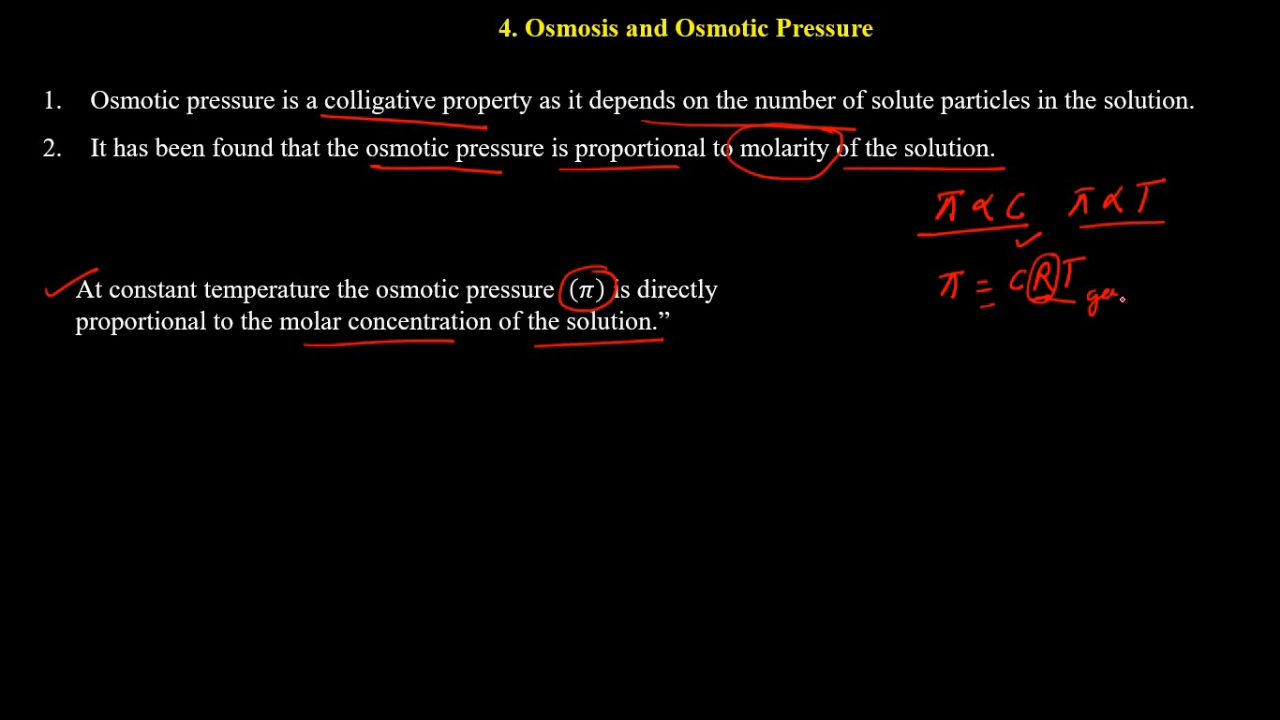 4. Osmosis and Osmotic Pressure
1. Osmotic pressure is a colligative property as it depends on the number of solute particles in the solution.
2. It has been found that the osmotic pressure is proportional to molarity of the solution.
π ∝ C π ∝ T
π = CRT
At constant temperature the osmotic pressure (π) is directly
proportional to the molar concentration of the solution.”